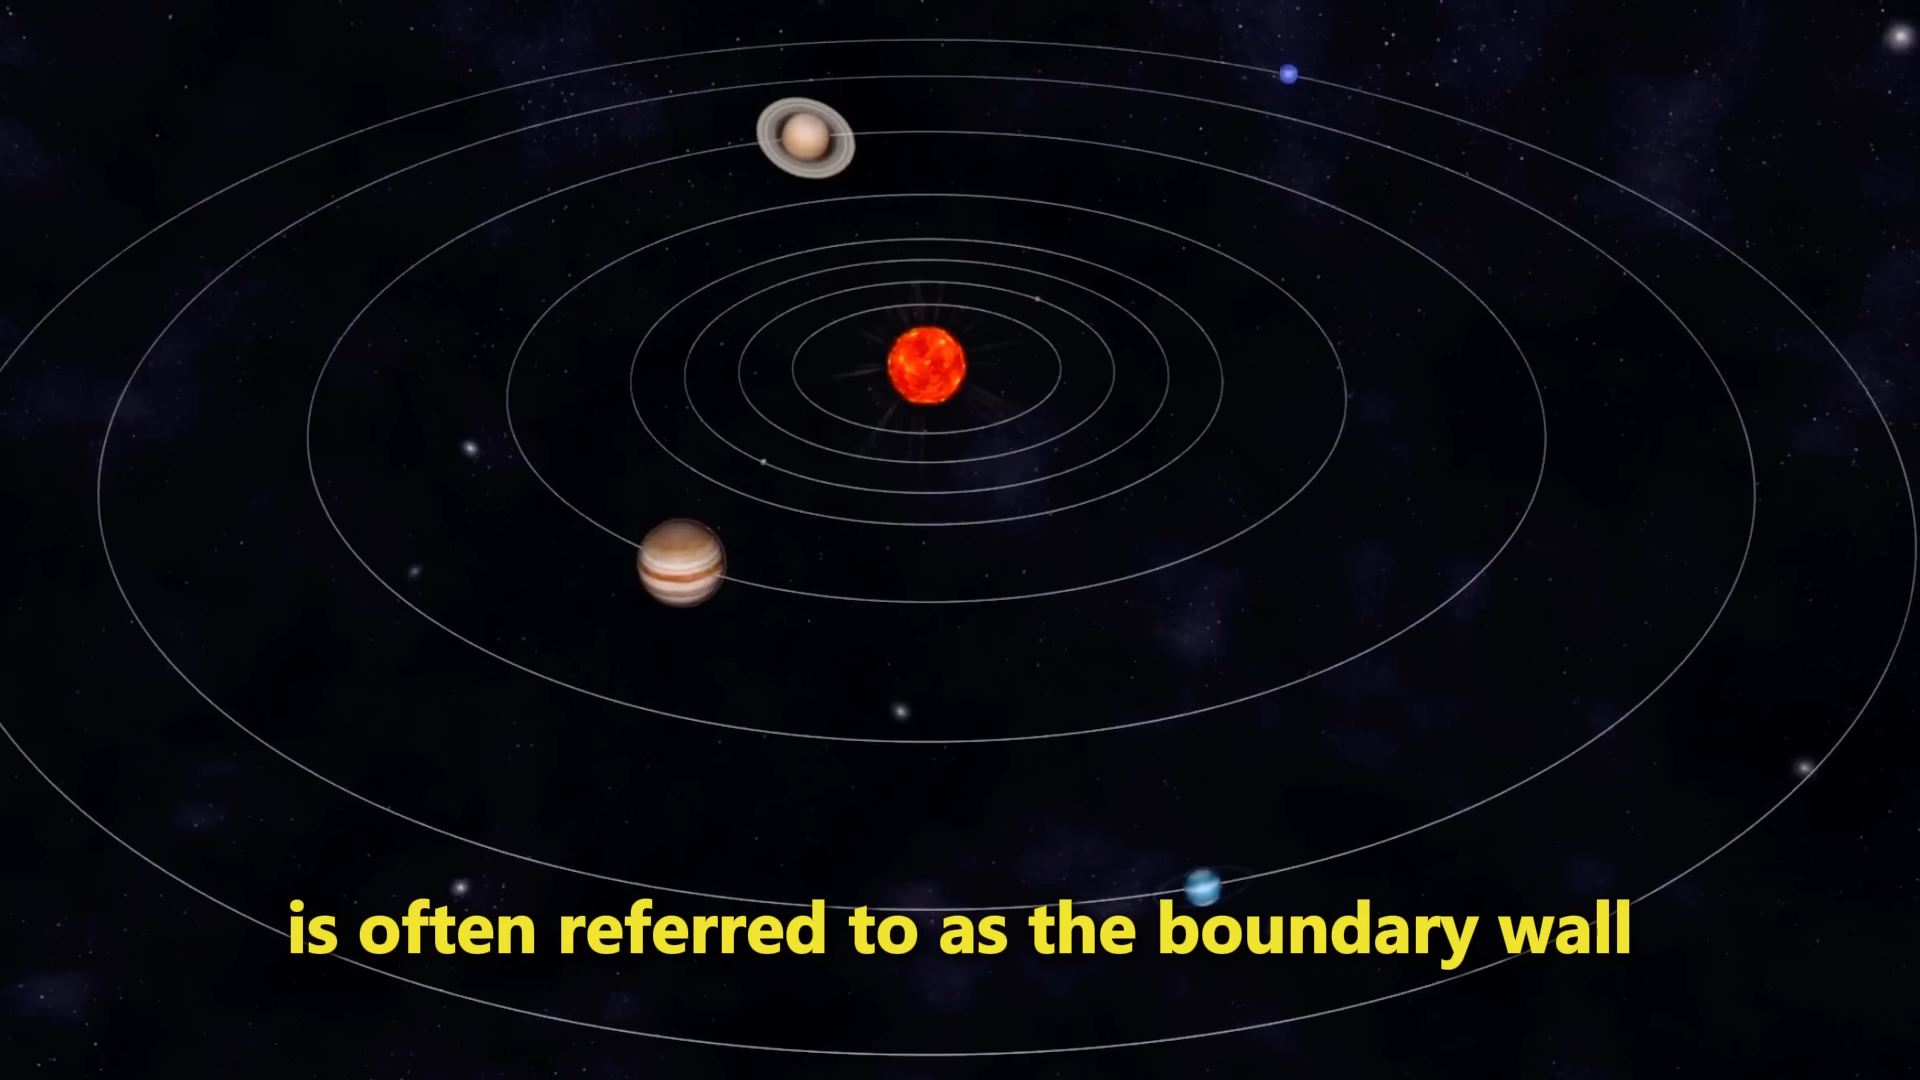 is often referred to as the boundary wall